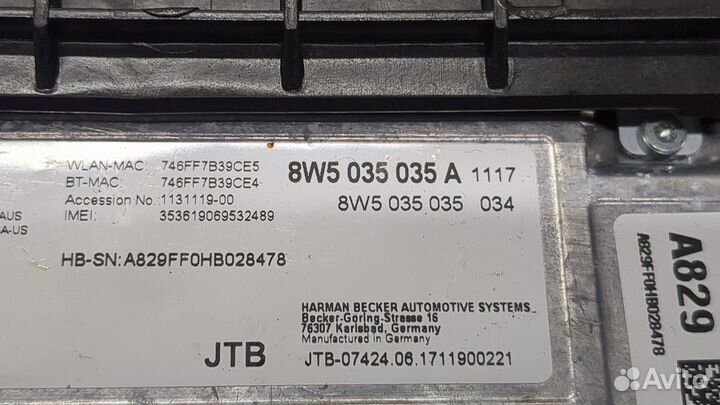 WLAN-MAC: 746FF7B39CE5
BT-MAC: 746FF7B39CE4
Accession No.:1131119-00
IMEI: 353619069532489
AUS
A-US
8W5 035 035 A 1117
8W5 035 035 034
HB-SN:A829FF0HB028478
HARMAN BECKER AUTOMOTIVE SYSTEMS
Becker-Göring-Strasse 16
76307 Karlsbad, Germany
Manufactured in Germany
JTB
JTB-07424.06.1711900221
A829
A829FF0HB028478
Avito